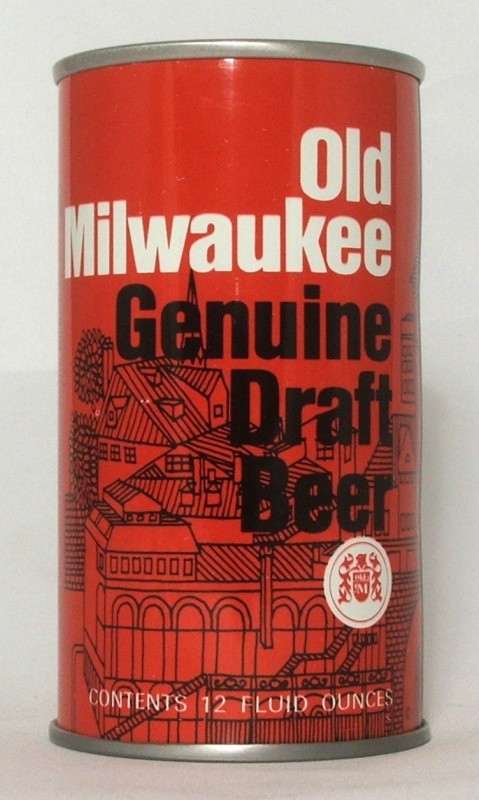 Old
Milwaukee
Genuine
Draft
Beer
CONTENTS 12 FLUID OUNCES